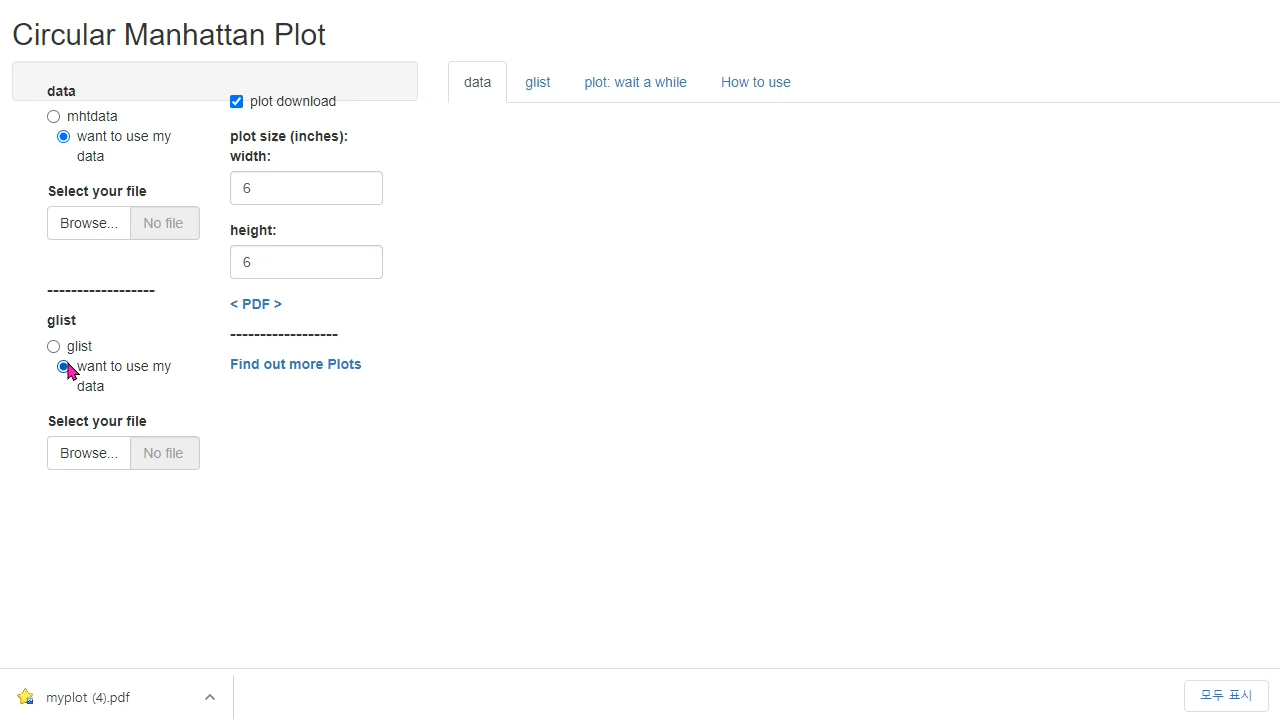 Circular Manhattan Plot
data
mhtdata
want to use my
data
Select your file
Browse... No file
------------------
glist
glist
want to use my
data
Select your file
Browse... No file
plot download
plot size (inches):
width:
6
height:
6
< PDF >
------------------
Find out more Plots
data glist plot: wait a while How to use
myplot (4).pdf
모두 표시